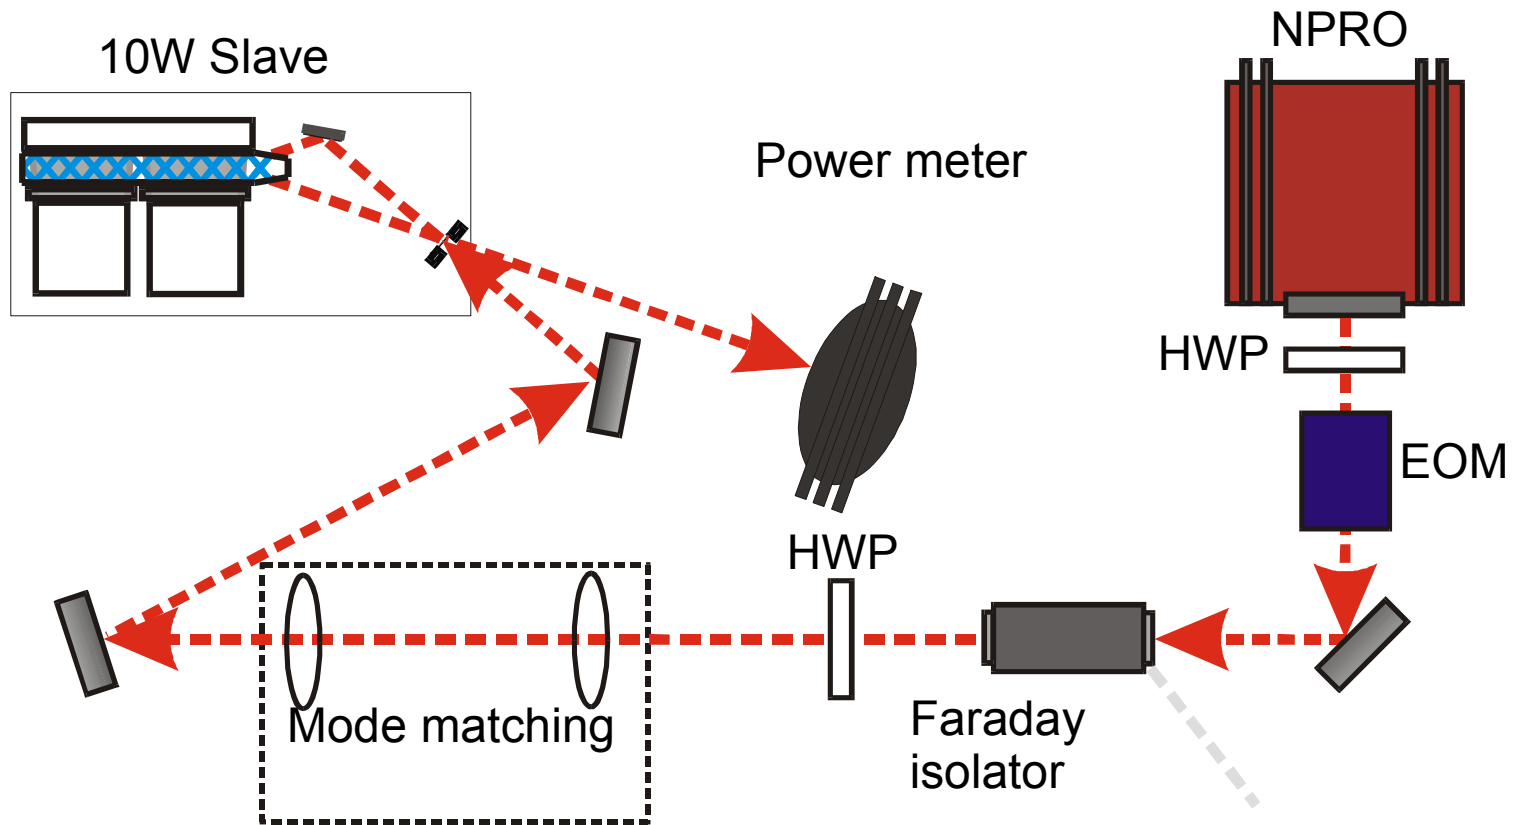 NPRO
10W Slave
Power meter
HWP
EOM
HWP
Mode matching
Faraday
isolator